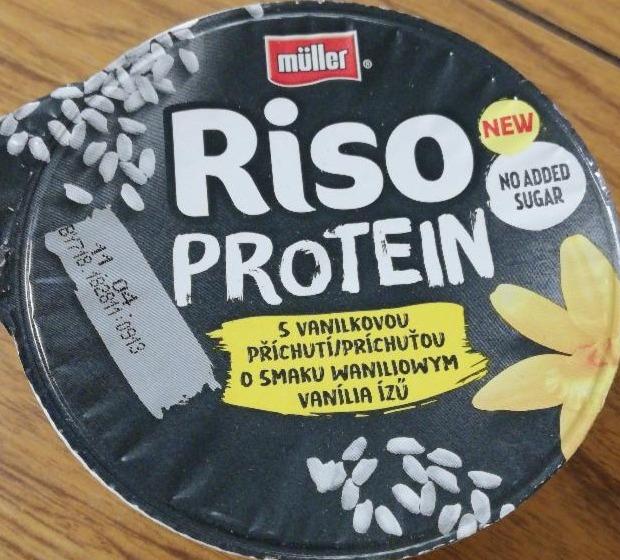 müller®
Riso
PROTEIN
NEW
NO ADDED
SUGAR
S VANILKOVOU
PŘÍCHUTÍ/PRÍCHUŤOU
O SMAKU WANILIOWYM
VANÍLIA ÍZŰ
11 04